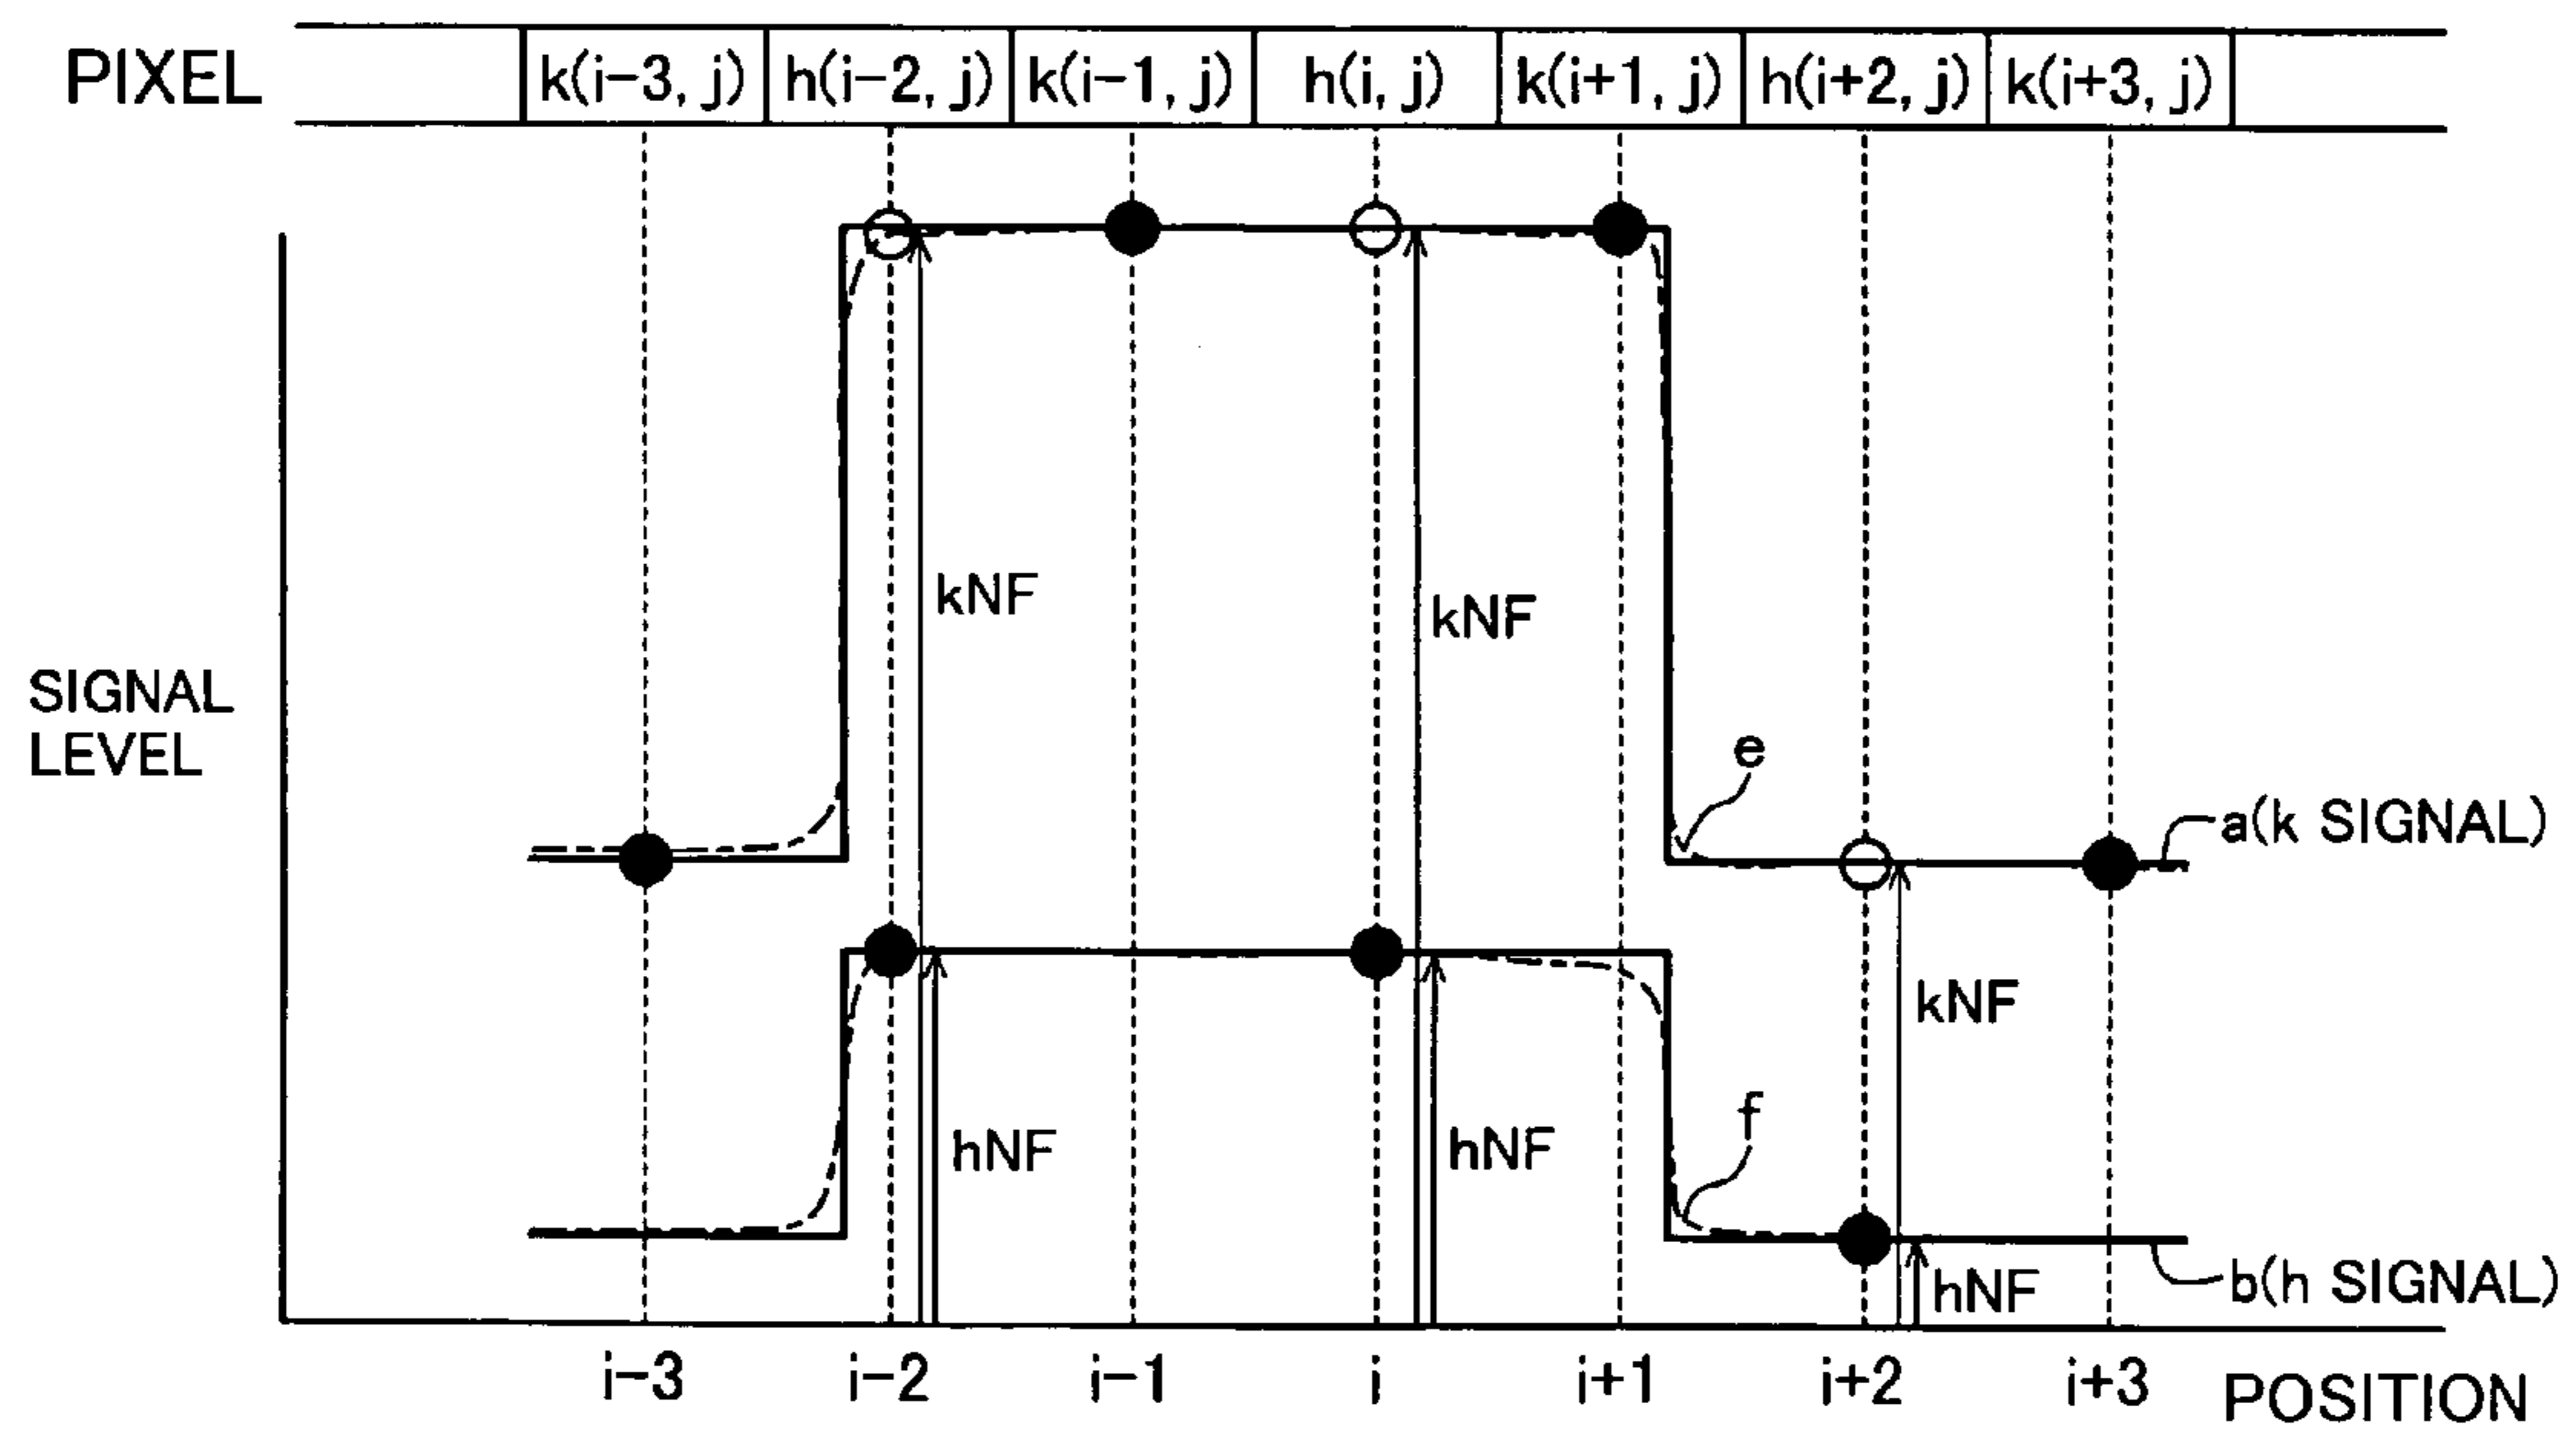 PIXEL k(i-3, j) h(i-2, j) k(i-1, j) h(i, j) k(i+1, j) h(i+2, j) k(i+3, j)
kNF
kNF
SIGNAL
LEVEL
e
a(k SIGNAL)
kNF
f
hNF
hNF
hNF
b(h SIGNAL)
i-3 i-2 i-1 i i+1 i+2 i+3 POSITION